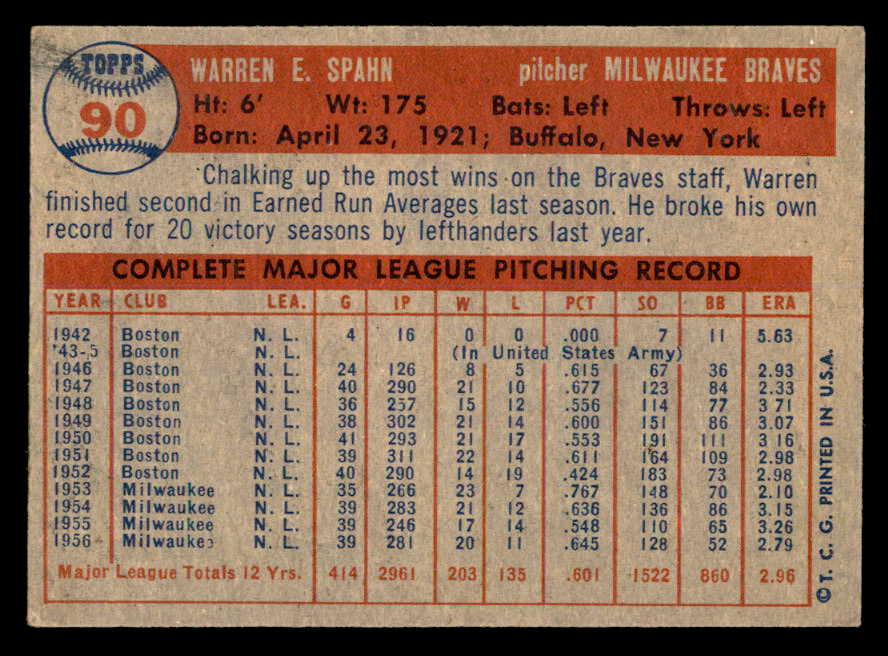 TOPPS
90
WARREN E. SPAHN pitcher MILWAUKEE BRAVES
Ht: 6' Wt: 175 Bats: Left Throws: Left
Born: April 23, 1921; Buffalo, New York
Chalking up the most wins on the Braves staff, Warren
finished second in Earned Run Averages last season. He broke his own
record for 20 victory seasons by lefthanders last year.
COMPLETE MAJOR LEAGUE PITCHING RECORD
YEAR CLUB LEA. G IP W L PCT SO BB ERA
1942 Boston N. L. 4 16 0 0 .000 7 11 5.63
'43-5 Boston (In United States Army)
1946 Boston N. L. 24 126 8 5 .615 67 36 2.93
1947 Boston N. L. 40 290 21 10 .677 123 84 2.33
1948 Boston N. L. 36 257 15 12 .556 114 77 3.71
1949 Boston N. L. 38 302 21 14 .600 151 86 3.07
1950 Boston N. L. 41 293 21 17 .553 191 111 3.16
1951 Boston N. L. 39 311 22 14 .611 164 109 2.98
1952 Boston N. L. 40 290 14 19 .424 183 73 2.98
1953 Milwaukee N. L. 35 266 23 7 .767 148 70 2.10
1954 Milwaukee N. L. 39 283 21 12 .636 136 86 3.15
1955 Milwaukee N. L. 39 246 17 14 .548 110 65 3.26
1956 Milwaukee N. L. 39 281 20 11 .645 128 52 2.79
Major League Totals 12 Yrs. 414 2961 203 135 .601 1522 860 2.96
©T. C. G. PRINTED IN U.S.A.